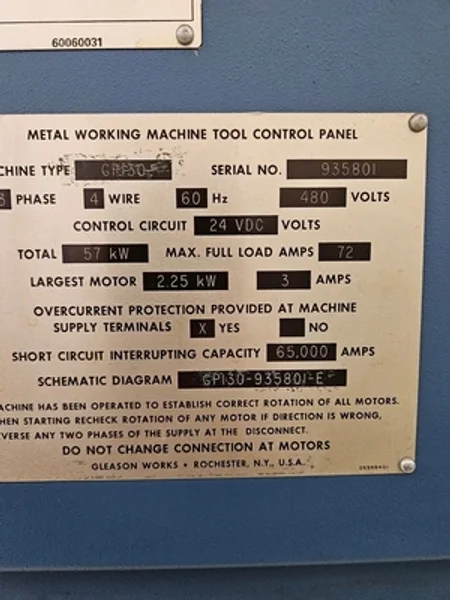 60060031
METAL WORKING MACHINE TOOL CONTROL PANEL
CHINE TYPE SERIAL NO. 935801
3 PHASE 4 WIRE 60 Hz 480 VOLTS
CONTROL CIRCUIT 24 VDC VOLTS
TOTAL 57 kW MAX. FULL LOAD AMPS 72
LARGEST MOTOR 2.25 kW 3 AMPS
OVERCURRENT PROTECTION PROVIDED AT MACHINE
SUPPLY TERMINALS X YES NO
SHORT CIRCUIT INTERRUPTING CAPACITY 65,000 AMPS
SCHEMATIC DIAGRAM GP130-935801-E
ACHINE HAS BEEN OPERATED TO ESTABLISH CORRECT ROTATION OF ALL MOTORS.
HEN STARTING RECHECK ROTATION OF ANY MOTOR IF DIRECTION IS WRONG,
VERSE ANY TWO PHASES OF THE SUPPLY AT THE DISCONNECT.
DO NOT CHANGE CONNECTION AT MOTORS
GLEASON WORKS • ROCHESTER, N.Y., U.S.A.